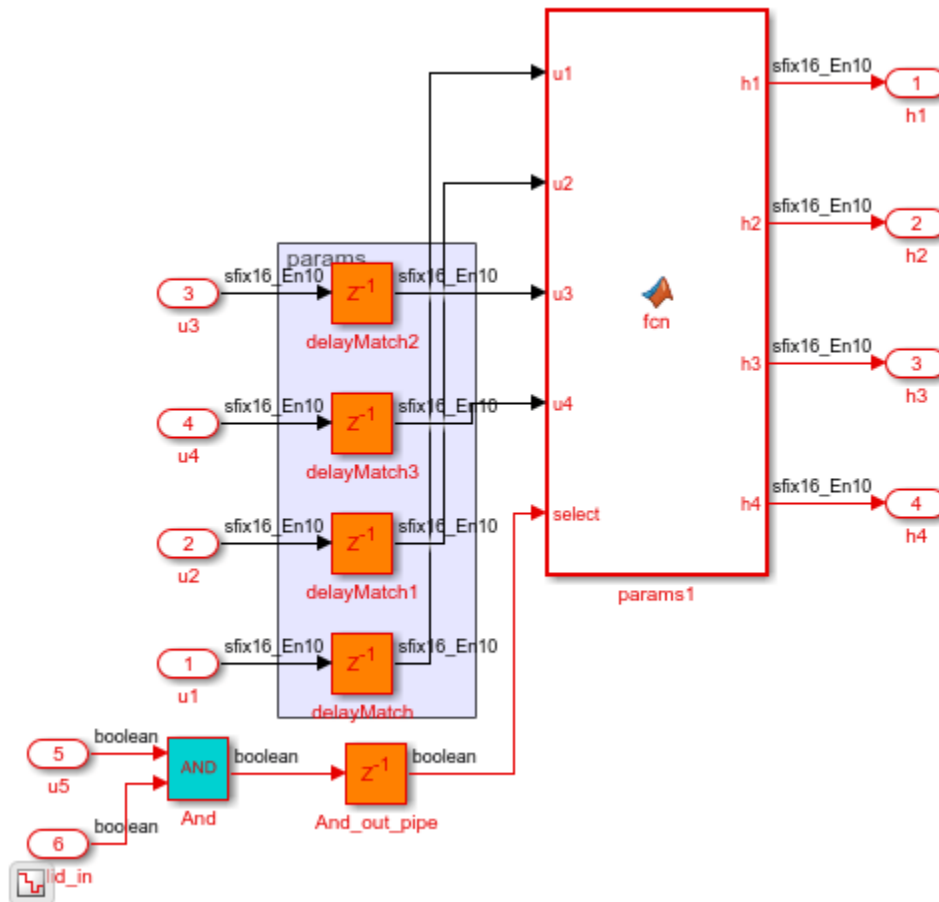 u1
sfix16_En10
h1
1
h1
u2
h2
sfix16_En10
2
h2
params
3
u3
sfix16_En10
Z-1
sfix16_En10
delayMatch2
u3
fcn
4
u4
sfix16_En10
Z-1
sfix16_En10
delayMatch3
u4
h3
sfix16_En10
3
h3
2
u2
sfix16_En10
Z-1
sfix16_En10
delayMatch1
select
h4
sfix16_En10
4
h4
params1
1
u1
sfix16_En10
Z-1
sfix16_En10
delayMatch
5
u5
boolean
AND
And
boolean
Z-1
And_out_pipe
boolean
6
boolean
lid_in